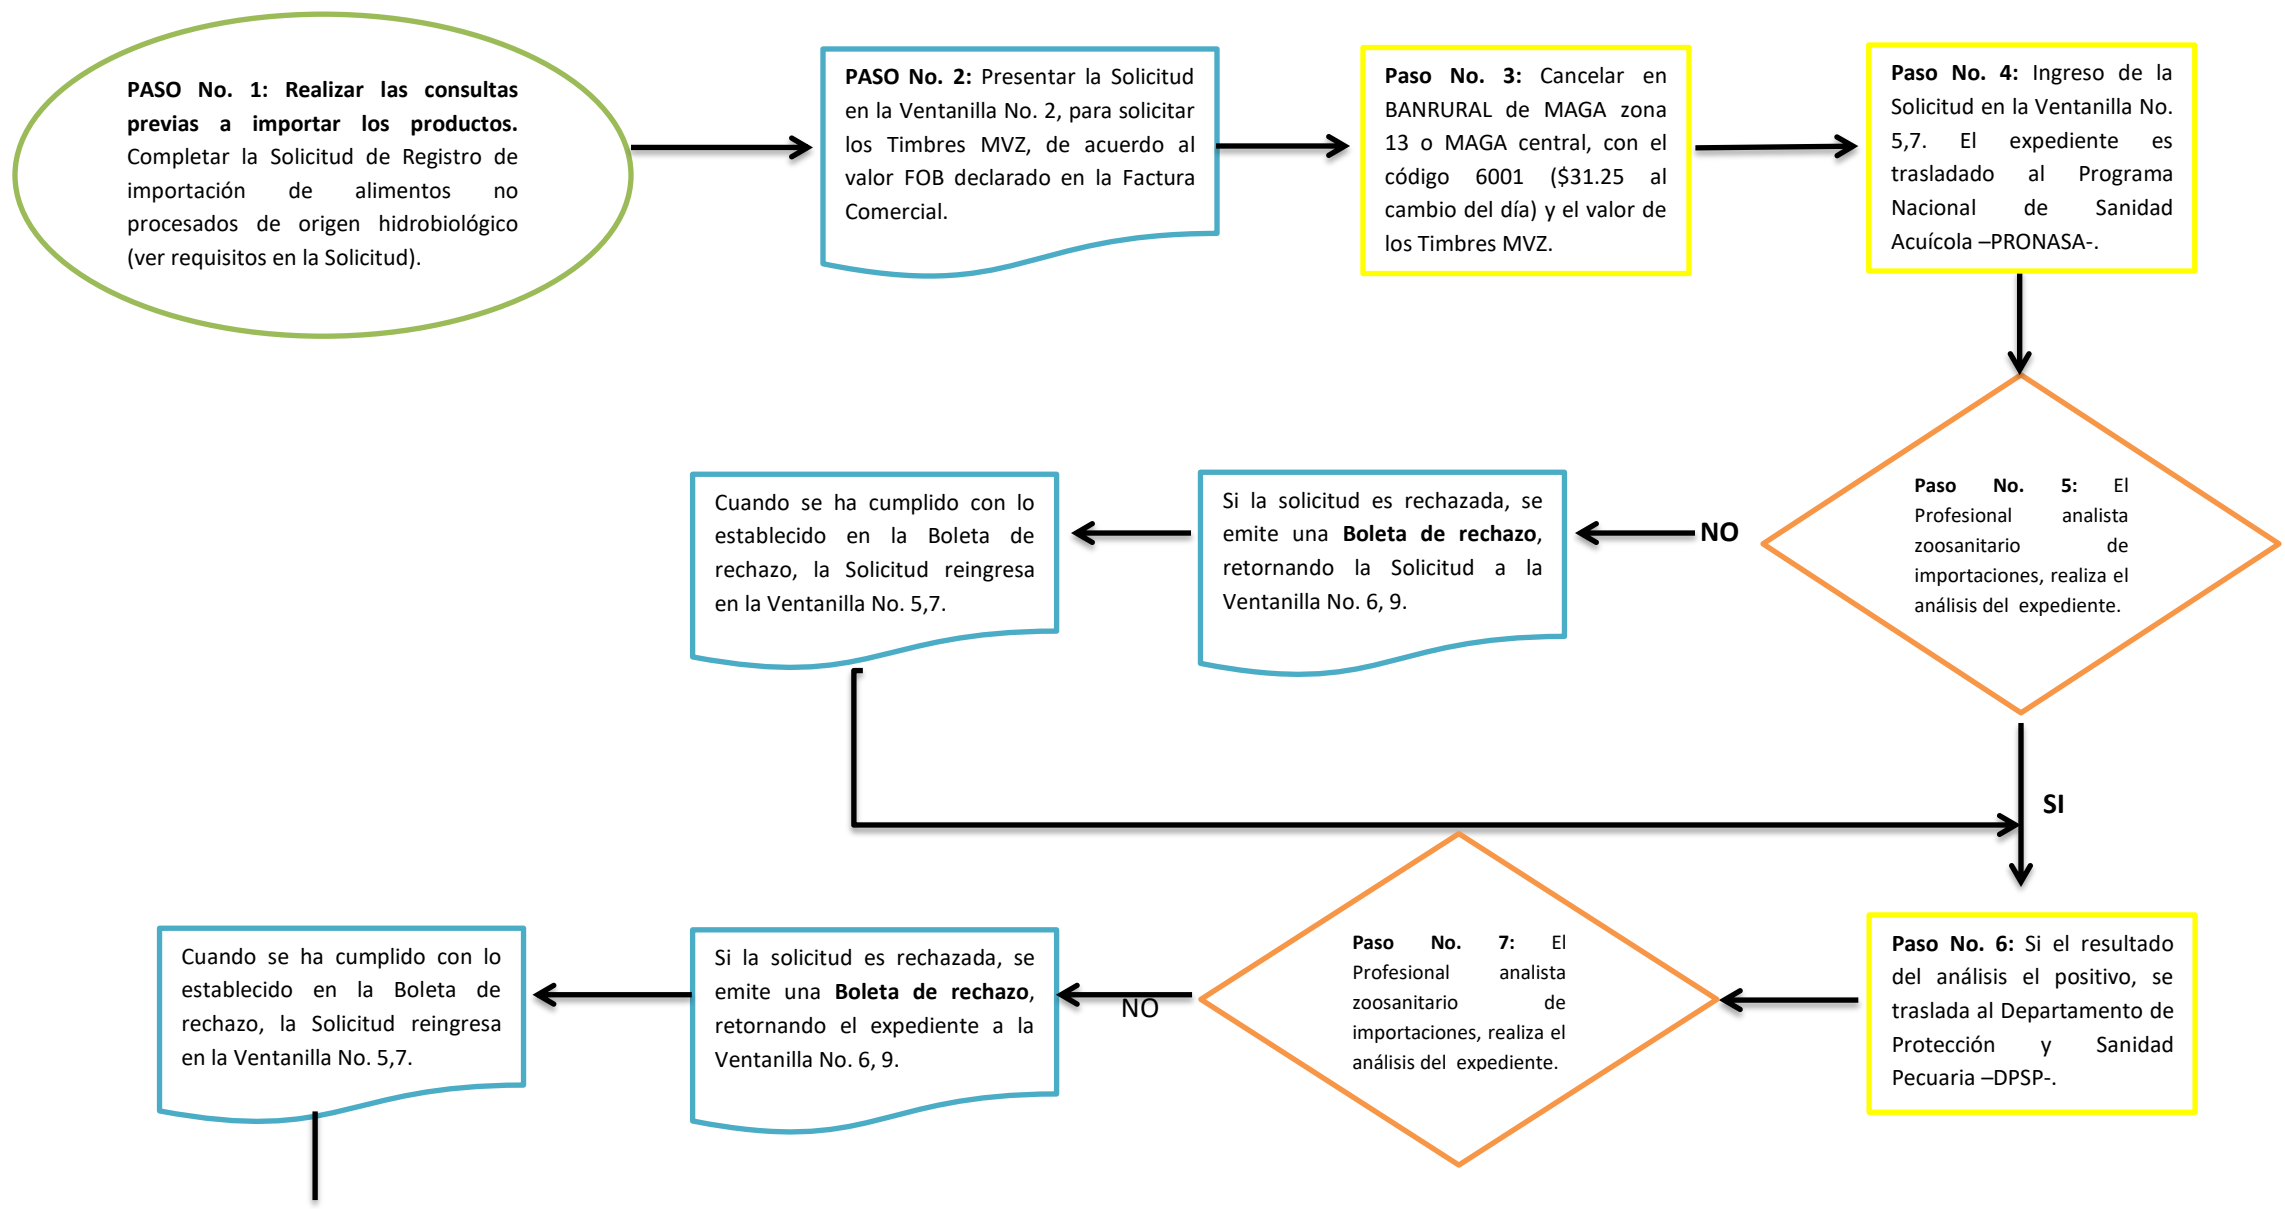 PASO No. 1: Realizar las consultas
previas a importar los productos.
Completar la Solicitud de Registro de
importación de alimentos no
procesados de origen hidrobiológico
(ver requisitos en la Solicitud).
PASO No. 2: Presentar la Solicitud
en la Ventanilla No. 2, para solicitar
los Timbres MVZ, de acuerdo al
valor FOB declarado en la Factura
Comercial.
Paso No. 3: Cancelar en
BANRURAL de MAGA zona
13 o MAGA central, con el
código 6001 ($31.25 al
cambio del día) y el valor de
los Timbres MVZ.
Paso No. 4: Ingreso de la
Solicitud en la Ventanilla No.
5,7. El expediente es
trasladado al Programa
Nacional de Sanidad
Acuícola –PRONASA-.
Paso No. 5: El
Profesional analista
zoosanitario de
importaciones, realiza el
análisis del expediente.
NO
Si la solicitud es rechazada, se
emite una Boleta de rechazo,
retornando la Solicitud a la
Ventanilla No. 6, 9.
Cuando se ha cumplido con lo
establecido en la Boleta de
rechazo, la Solicitud reingresa
en la Ventanilla No. 5,7.
SI
Paso No. 6: Si el resultado
del análisis el positivo, se
traslada al Departamento de
Protección y Sanidad
Pecuaria –DPSP-.
Paso No. 7: El
Profesional analista
zoosanitario de
importaciones, realiza el
análisis del expediente.
NO
Si la solicitud es rechazada, se
emite una Boleta de rechazo,
retornando el expediente a la
Ventanilla No. 6, 9.
Cuando se ha cumplido con lo
establecido en la Boleta de
rechazo, la Solicitud reingresa
en la Ventanilla No. 5,7.